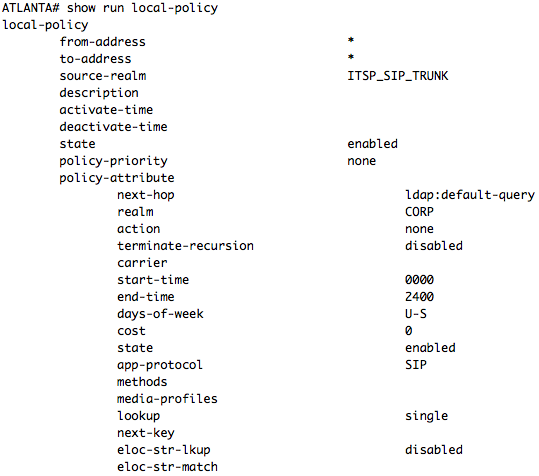 ATLANTA# show run local-policy
local-policy
from-address *
to-address *
source-realm ITSP_SIP_TRUNK
description
activate-time
deactivate-time
state enabled
policy-priority none
policy-attribute
next-hop ldap:default-query
realm CORP
action none
terminate-recursion disabled
carrier
start-time 0000
end-time 2400
days-of-week U-S
cost 0
state enabled
app-protocol SIP
methods
media-profiles
lookup single
next-key
eloc-str-lkup disabled
eloc-str-match